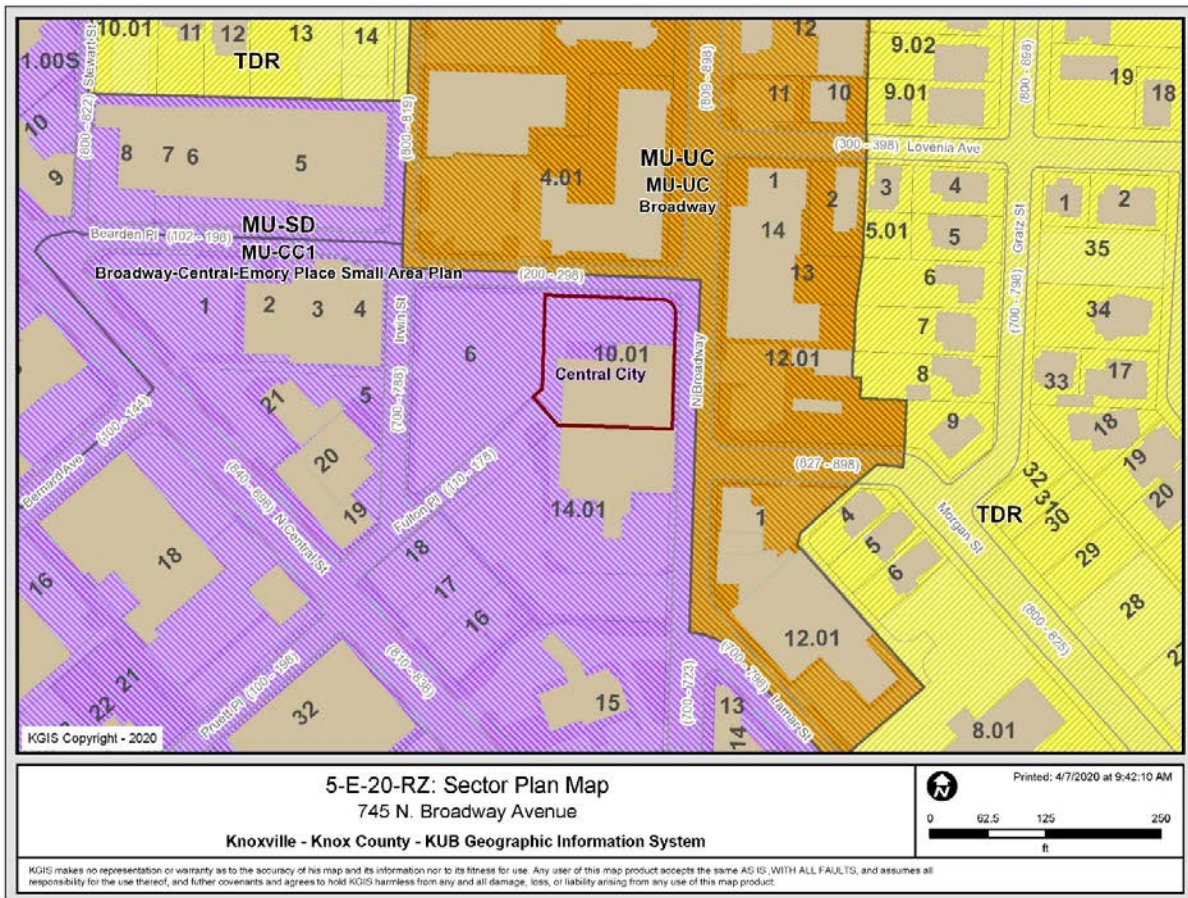 10.01
11
12
13
14
12
9.02
19
18
1.00S
Stewart St
(800 - 822)
TDR
(800 - 819)
(809 - 898)
11
10
9.01
(800 - 898)
10
9
8
7
6
5
4.01
MU-UC
MU-UC
Broadway
(300 - 398) Lovenia Ave
1
2
3
4
1
2
14
5.01
5
Gratz St
35
MU-SD
MU-CC1
Broadway-Central-Emory Place Small Area Plan
Bearden Pl (102 - 198)
(200 - 298)
13
6
34
(700 - 798)
1
2
3
4
Irwin St
6
10.01
Central City
N Broadway
12.01
7
8
33
17
21
5
(700 - 788)
9
18
Bernard Ave
(100 - 144)
20
Fulton Pl (110 - 178)
(827 - 898)
19
19
14.01
1
4
5
6
Morgan St
TDR
32
31
30
20
29
16
18
(840 - 898) N Central St
18
17
16
28
(800 - 825)
21
22
Pruett Pl (100 - 198)
(810 - 838)
15
12.01
(700 - 798) Lamar St
(700 - 723)
32
13
14
8.01
KGIS Copyright - 2020
5-E-20-RZ: Sector Plan Map
745 N. Broadway Avenue
Knoxville - Knox County - KUB Geographic Information System
N
Printed: 4/7/2020 at 9:42:10 AM
0 62.5 125 250
ft
KGIS makes no representation or warranty as to the accuracy of his map and its information nor to its fitness for use. Any user of this map product accepts the same AS IS ,WITH ALL FAULTS, and assumes all
responsibility for the use thereof, and futher covenants and agrees to hold KGIS harmless from any and all damage, loss, or liability arising from any use of this map product.